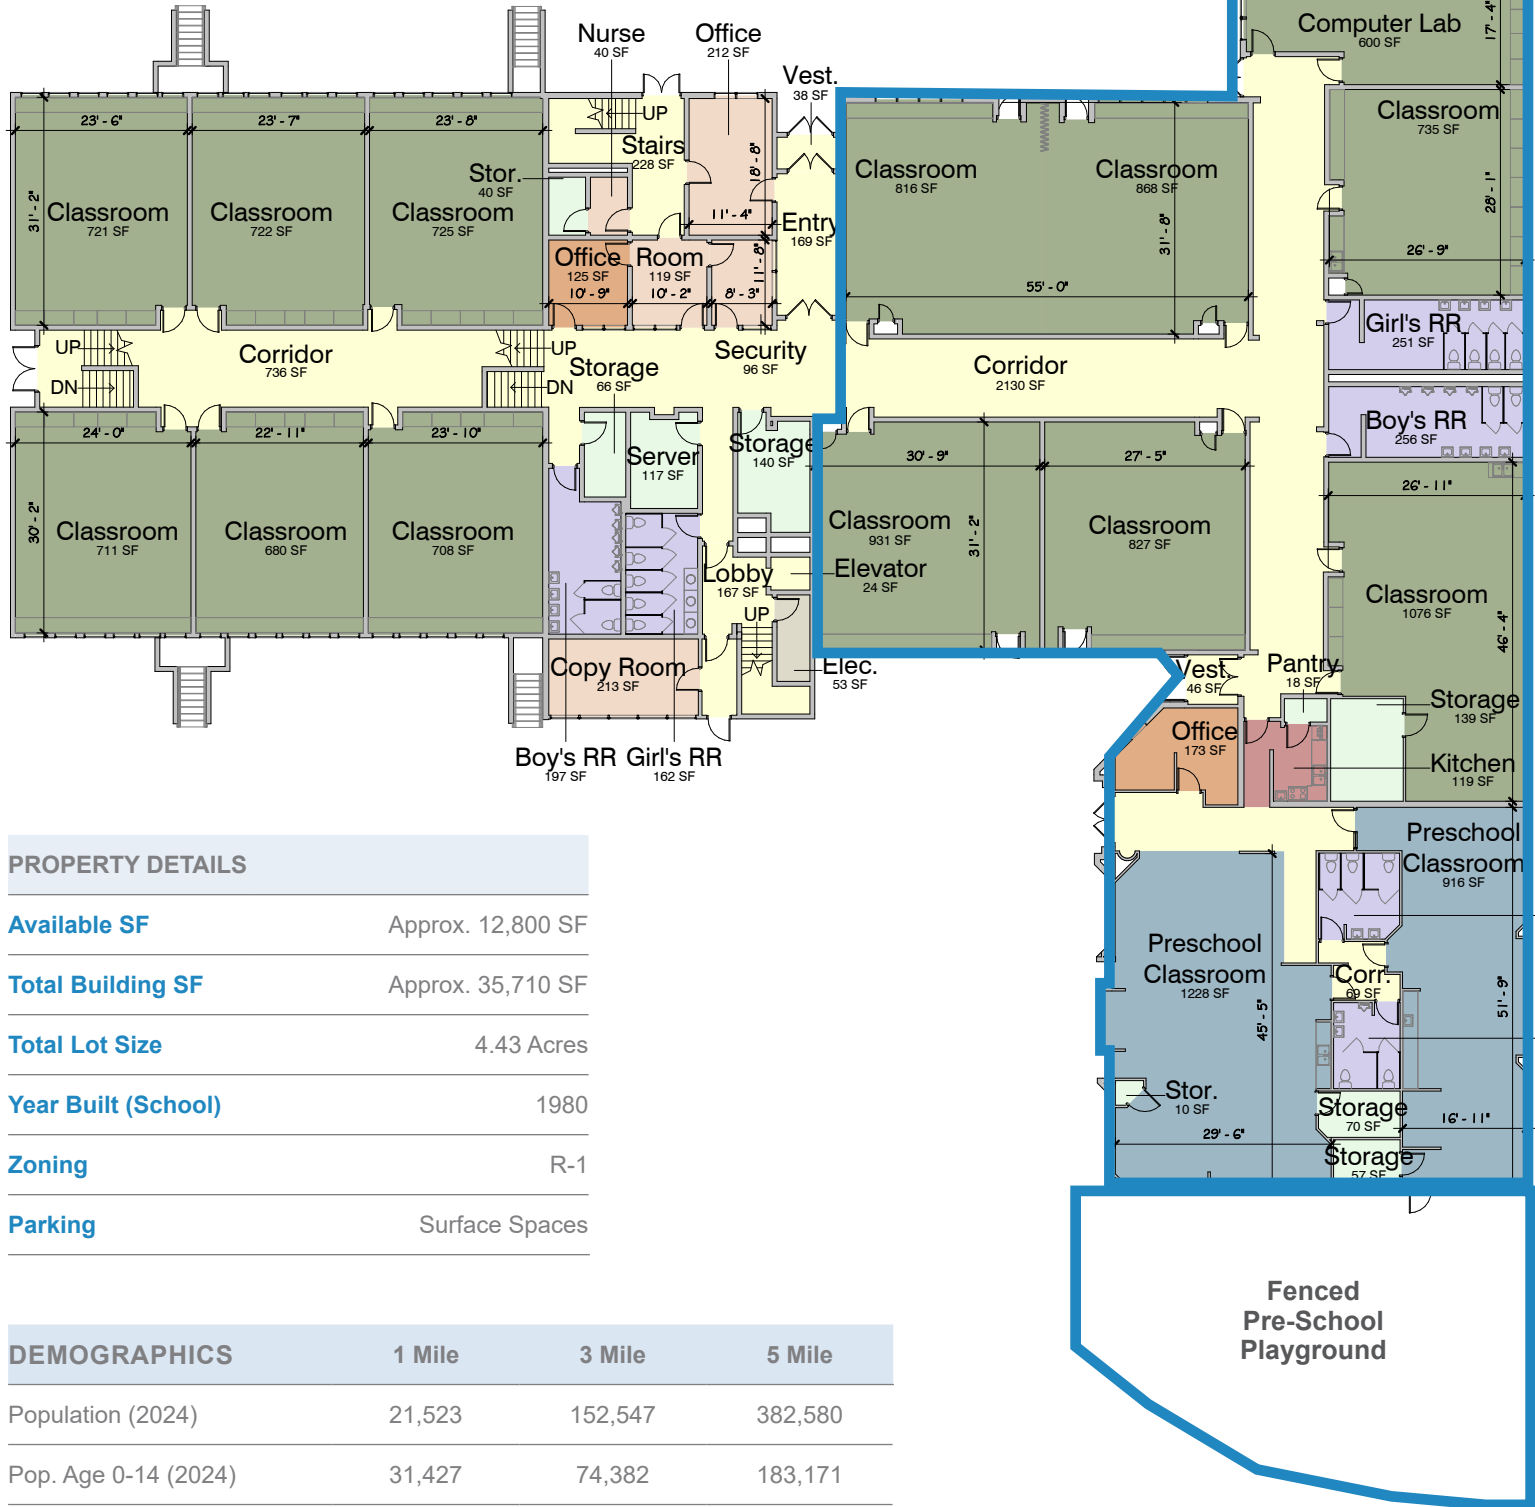 Nurse
40 SF
Office
212 SF
Vest.
38 SF
Computer Lab
600 SF
17' - 4"
23' - 6"
23' - 7"
23' - 8"
UP
Stairs
228 SF
18' - 8"
Stor.
40 SF
31' - 2"
Classroom
721 SF
Classroom
722 SF
Classroom
725 SF
11' - 4"
Entry
169 SF
Office
125 SF
Room
119 SF
11' - 8"
10' - 9"
10' - 2"
8' - 3"
Classroom
816 SF
Classroom
868 SF
31' - 8"
55' - 0"
Classroom
735 SF
28' - 1"
26' - 9"
Girl's RR
251 SF
UP
DN
Corridor
736 SF
UP
DN
Storage
66 SF
Security
96 SF
Corridor
2130 SF
Boy's RR
256 SF
24' - 0"
22' - 11"
23' - 10"
30' - 2"
Server
117 SF
Storage
140 SF
30' - 9"
27' - 5"
26' - 11"
Classroom
711 SF
Classroom
680 SF
Classroom
708 SF
Classroom
931 SF
31' - 2"
Classroom
827 SF
Lobby
167 SF
Elevator
24 SF
UP
Classroom
1076 SF
46' - 4"
Copy Room
213 SF
Elec.
53 SF
Vest.
46 SF
Pantry
18 SF
Storage
139 SF
Office
173 SF
Kitchen
119 SF
Boy's RR
197 SF
Girl's RR
162 SF
Preschool
Classroom
916 SF
Preschool
Classroom
1228 SF
Corr.
69 SF
45' - 5"
51' - 9"
Stor.
10 SF
Storage
70 SF
16' - 11"
29' - 6"
Storage
57 SF
Fenced
Pre-School
Playground
PROPERTY DETAILS
Available SF Approx. 12,800 SF
Total Building SF Approx. 35,710 SF
Total Lot Size 4.43 Acres
Year Built (School) 1980
Zoning R-1
Parking Surface Spaces
DEMOGRAPHICS 1 Mile 3 Mile 5 Mile
Population (2024) 21,523 152,547 382,580
Pop. Age 0-14 (2024) 31,427 74,382 183,171